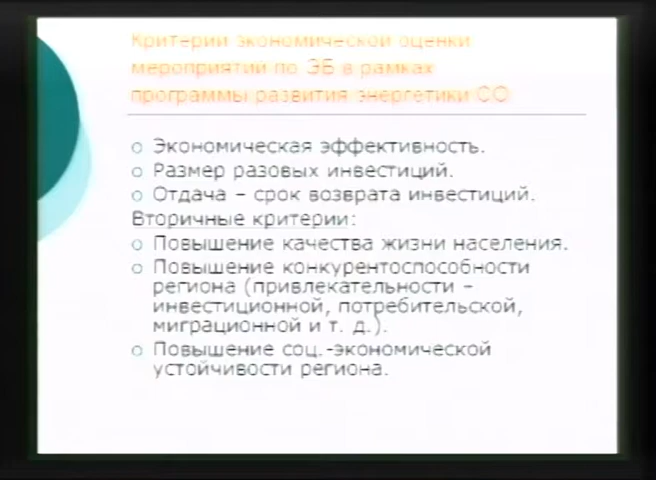 Критерии экономической оценки
мероприятий по ЭБ в рамках
программы развития энергетики СО
Экономическая эффективность.
Размер разовых инвестиций.
Отдача – срок возврата инвестиций.
Вторичные критерии:
Повышение качества жизни населения.
Повышение конкурентоспособности
региона (привлекательности –
инвестиционной, потребительской,
миграционной и т. д.).
Повышение соц.-экономической
устойчивости региона.